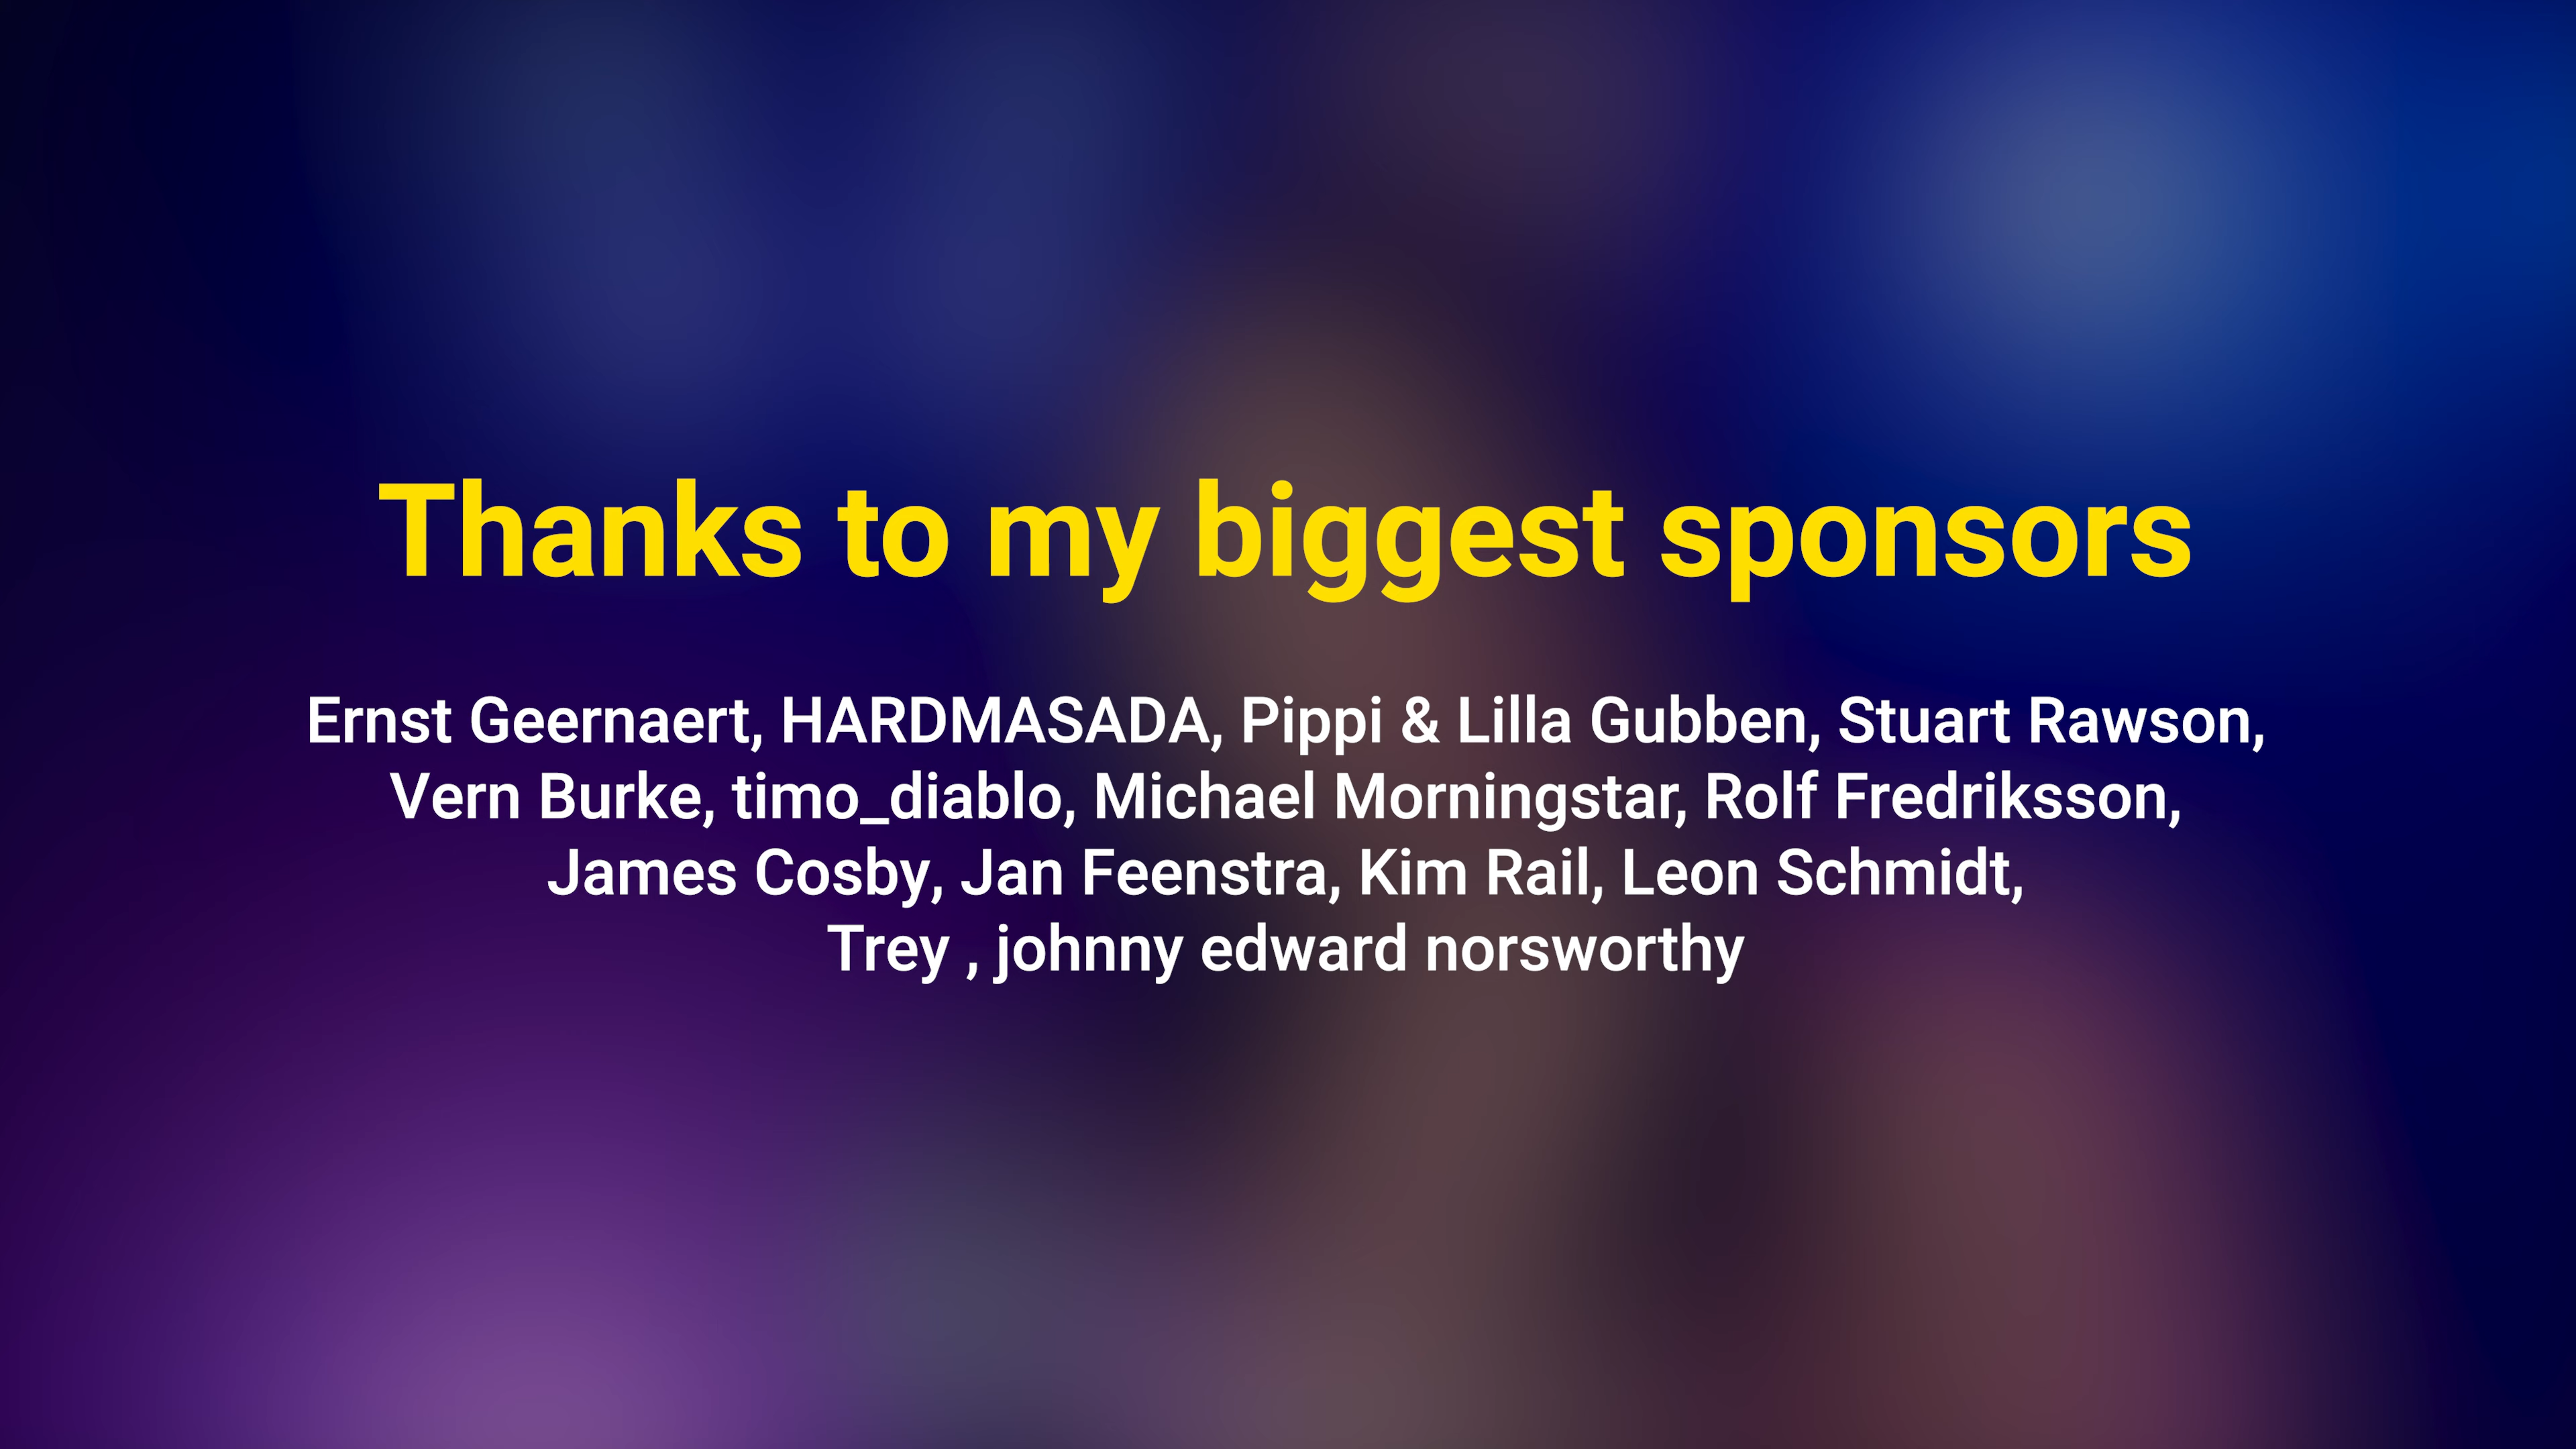 Thanks to my biggest sponsors
Ernst Geernaert, HARDMASADA, Pippi & Lilla Gubben, Stuart Rawson,
Vern Burke, timo_diablo, Michael Morningstar, Rolf Fredriksson,
James Cosby, Jan Feenstra, Kim Rail, Leon Schmidt,
Trey , johnny edward norsworthy